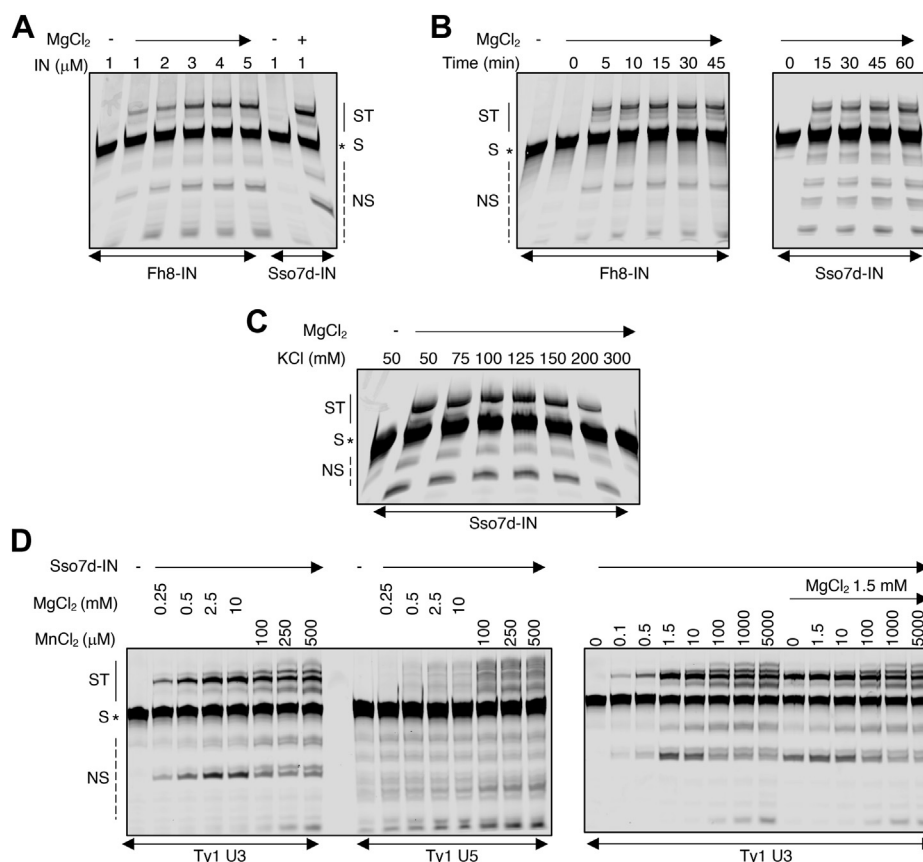 A
MgCl2 - - +
IN (μM) 1 1 2 3 4 5 1 1
ST
* S
NS
Fh8-IN Sso7d-IN
B
MgCl2 -
Time (min) 0 5 10 15 30 45 0 15 30 45 60
ST
S *
NS
Fh8-IN Sso7d-IN
C
MgCl2 -
KCl (mM) 50 50 75 100 125 150 200 300
ST
S *
NS
Sso7d-IN
D
Sso7d-IN - -
MgCl2 1.5 mM
MgCl2 (mM) 0.25 0.5 2.5 10 0.25 0.5 2.5 10
MnCl2 (μM) 100 250 500 100 250 500 0 0.1 0.5 1.5 10 100 1000 5000 0 1.5 10 100 1000 5000
ST
S *
NS
Ty1 U3 Ty1 U5 Ty1 U3